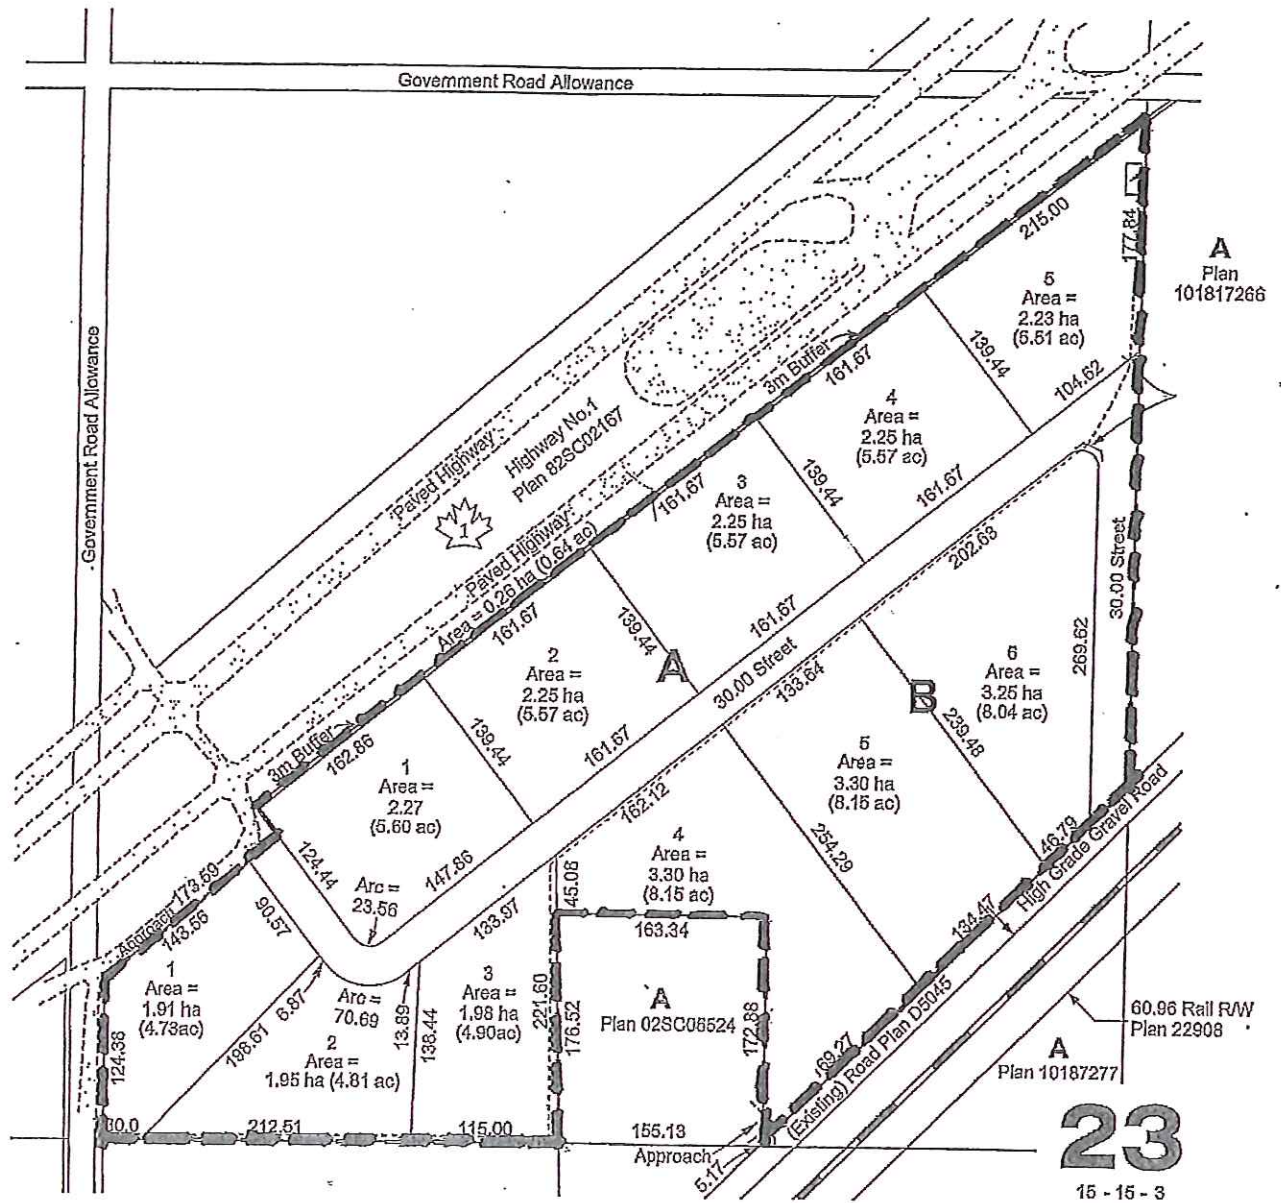 Government Road Allowance
215.00
177.84
A
Plan
101817266
5
Area =
2.23 ha
(5.51 ac)
139.44
104.62
3m Buffer
161.67
4
Area =
2.25 ha
(5.57 ac)
139.44
161.67
Government Road Allowance
Paved Highway
Highway No.1
Plan 82SC02167
1
161.67
3
Area =
2.25 ha
(5.57 ac)
202.63
30.00 Street
Paved Highway
Area = 0.26 ha (0.64 ac)
161.67
139.44
161.67
2
Area =
2.25 ha
(5.57 ac)
A
30.00 Street
133.64
B
6
Area =
3.25 ha
(8.04 ac)
269.62
239.48
3m Buffer
162.86
139.44
161.67
1
Area =
2.27
(5.60 ac)
5
Area =
3.30 ha
(8.15 ac)
162.12
254.29
46.79
High Grade Gravel Road
124.44
Arc =
23.56
147.86
4
Area =
3.30 ha
(8.15 ac)
45.08
163.34
134.47
Approach 173.59
143.56
90.57
133.97
1
Area =
1.91 ha
(4.73ac)
124.38
198.61
6.87
Arc =
70.69
13.89
138.44
3
Area =
1.98 ha
(4.90ac)
221.60
176.52
A
Plan 02SC06524
172.88
69.27
(Existing) Road Plan D5045
60.96 Rail R/W
Plan 22908
2
Area =
1.95 ha (4.81 ac)
A
Plan 10187277
30.0
212.51
115.00
155.13
Approach
5.17
23
15 - 15 - 3